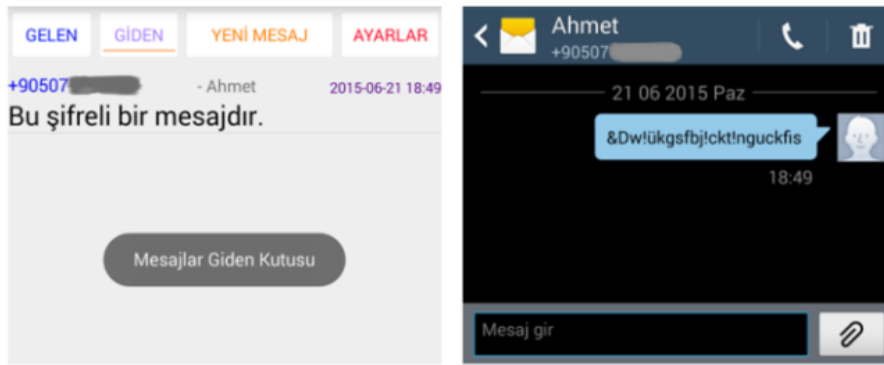 GELEN GİDEN YENİ MESAJ AYARLAR
+90507 - Ahmet 2015-06-21 18:49
Bu şifreli bir mesajdır.
Mesajlar Giden Kutusu
Ahmet
+90507
21 06 2015 Paz
&Dw!ükgsfbj!ckt!nguckfis
18:49
Mesaj gir